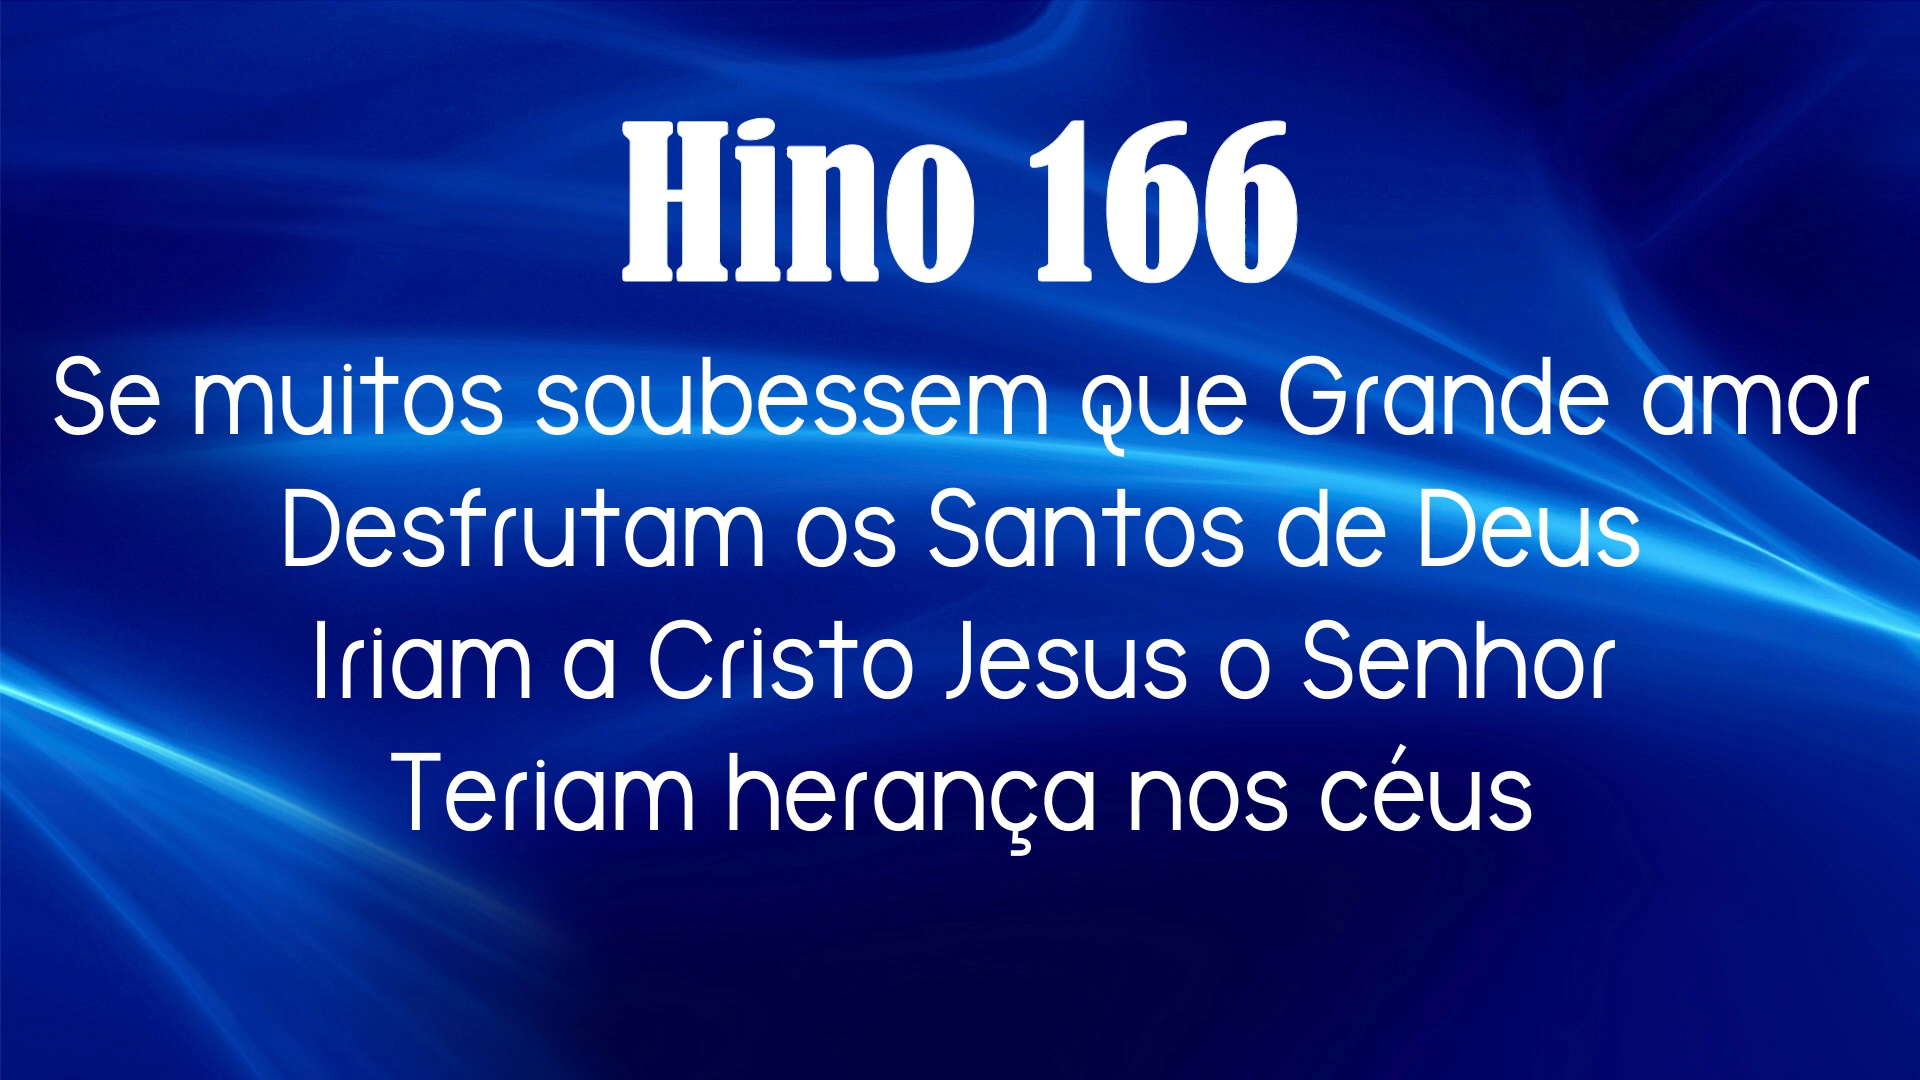 Hino 166
Se muitos soubessem que Grande amor
Desfrutam os Santos de Deus
Iriam a Cristo Jesus o Senhor
Teriam herança nos céus